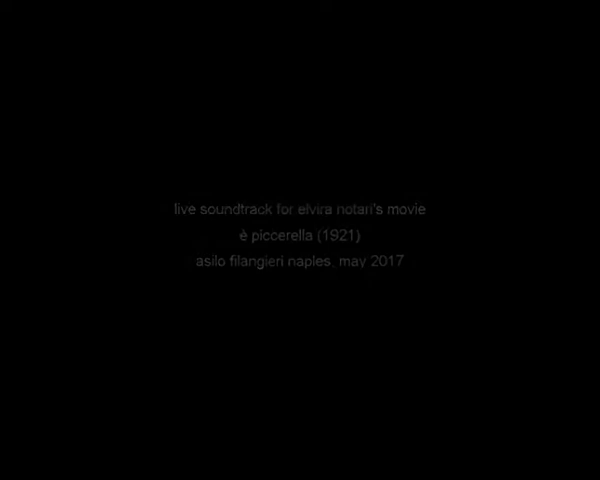 live soundtrack for elvira notari's movie
è piccerella (1921)
asilo filangieri naples, may 2017